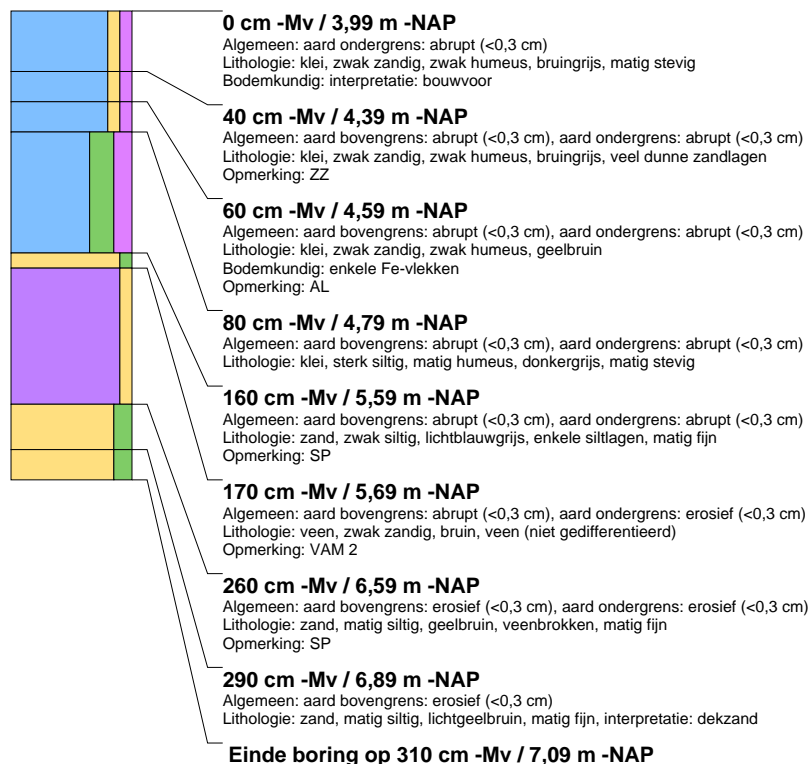 0 cm -Mv / 3,99 m -NAP
Algemeen: aard ondergrens: abrupt (<0,3 cm)
Lithologie: klei, zwak zandig, zwak humeus, bruingrijs, matig stevig
Bodemkundig: interpretatie: bouwvoor
40 cm -Mv / 4,39 m -NAP
Algemeen: aard bovengrens: abrupt (<0,3 cm), aard ondergrens: abrupt (<0,3 cm)
Lithologie: klei, zwak zandig, zwak humeus, bruingrijs, veel dunne zandlagen
Opmerking: ZZ
60 cm -Mv / 4,59 m -NAP
Algemeen: aard bovengrens: abrupt (<0,3 cm), aard ondergrens: abrupt (<0,3 cm)
Lithologie: klei, zwak zandig, zwak humeus, geelbruin
Bodemkundig: enkele Fe-vlekken
Opmerking: AL
80 cm -Mv / 4,79 m -NAP
Algemeen: aard bovengrens: abrupt (<0,3 cm), aard ondergrens: abrupt (<0,3 cm)
Lithologie: klei, sterk siltig, matig humeus, donkergrijs, matig stevig
160 cm -Mv / 5,59 m -NAP
Algemeen: aard bovengrens: abrupt (<0,3 cm), aard ondergrens: abrupt (<0,3 cm)
Lithologie: zand, zwak siltig, lichtblauwgrijs, enkele siltlagen, matig fijn
Opmerking: SP
170 cm -Mv / 5,69 m -NAP
Algemeen: aard bovengrens: abrupt (<0,3 cm), aard ondergrens: erosief (<0,3 cm)
Lithologie: veen, zwak zandig, bruin, veen (niet gedifferentieerd)
Opmerking: VAM 2
260 cm -Mv / 6,59 m -NAP
Algemeen: aard bovengrens: erosief (<0,3 cm), aard ondergrens: erosief (<0,3 cm)
Lithologie: zand, matig siltig, geelbruin, veenbrokken, matig fijn
Opmerking: SP
290 cm -Mv / 6,89 m -NAP
Algemeen: aard bovengrens: erosief (<0,3 cm)
Lithologie: zand, matig siltig, lichtgeelbruin, matig fijn, interpretatie: dekzand
Einde boring op 310 cm -Mv / 7,09 m -NAP